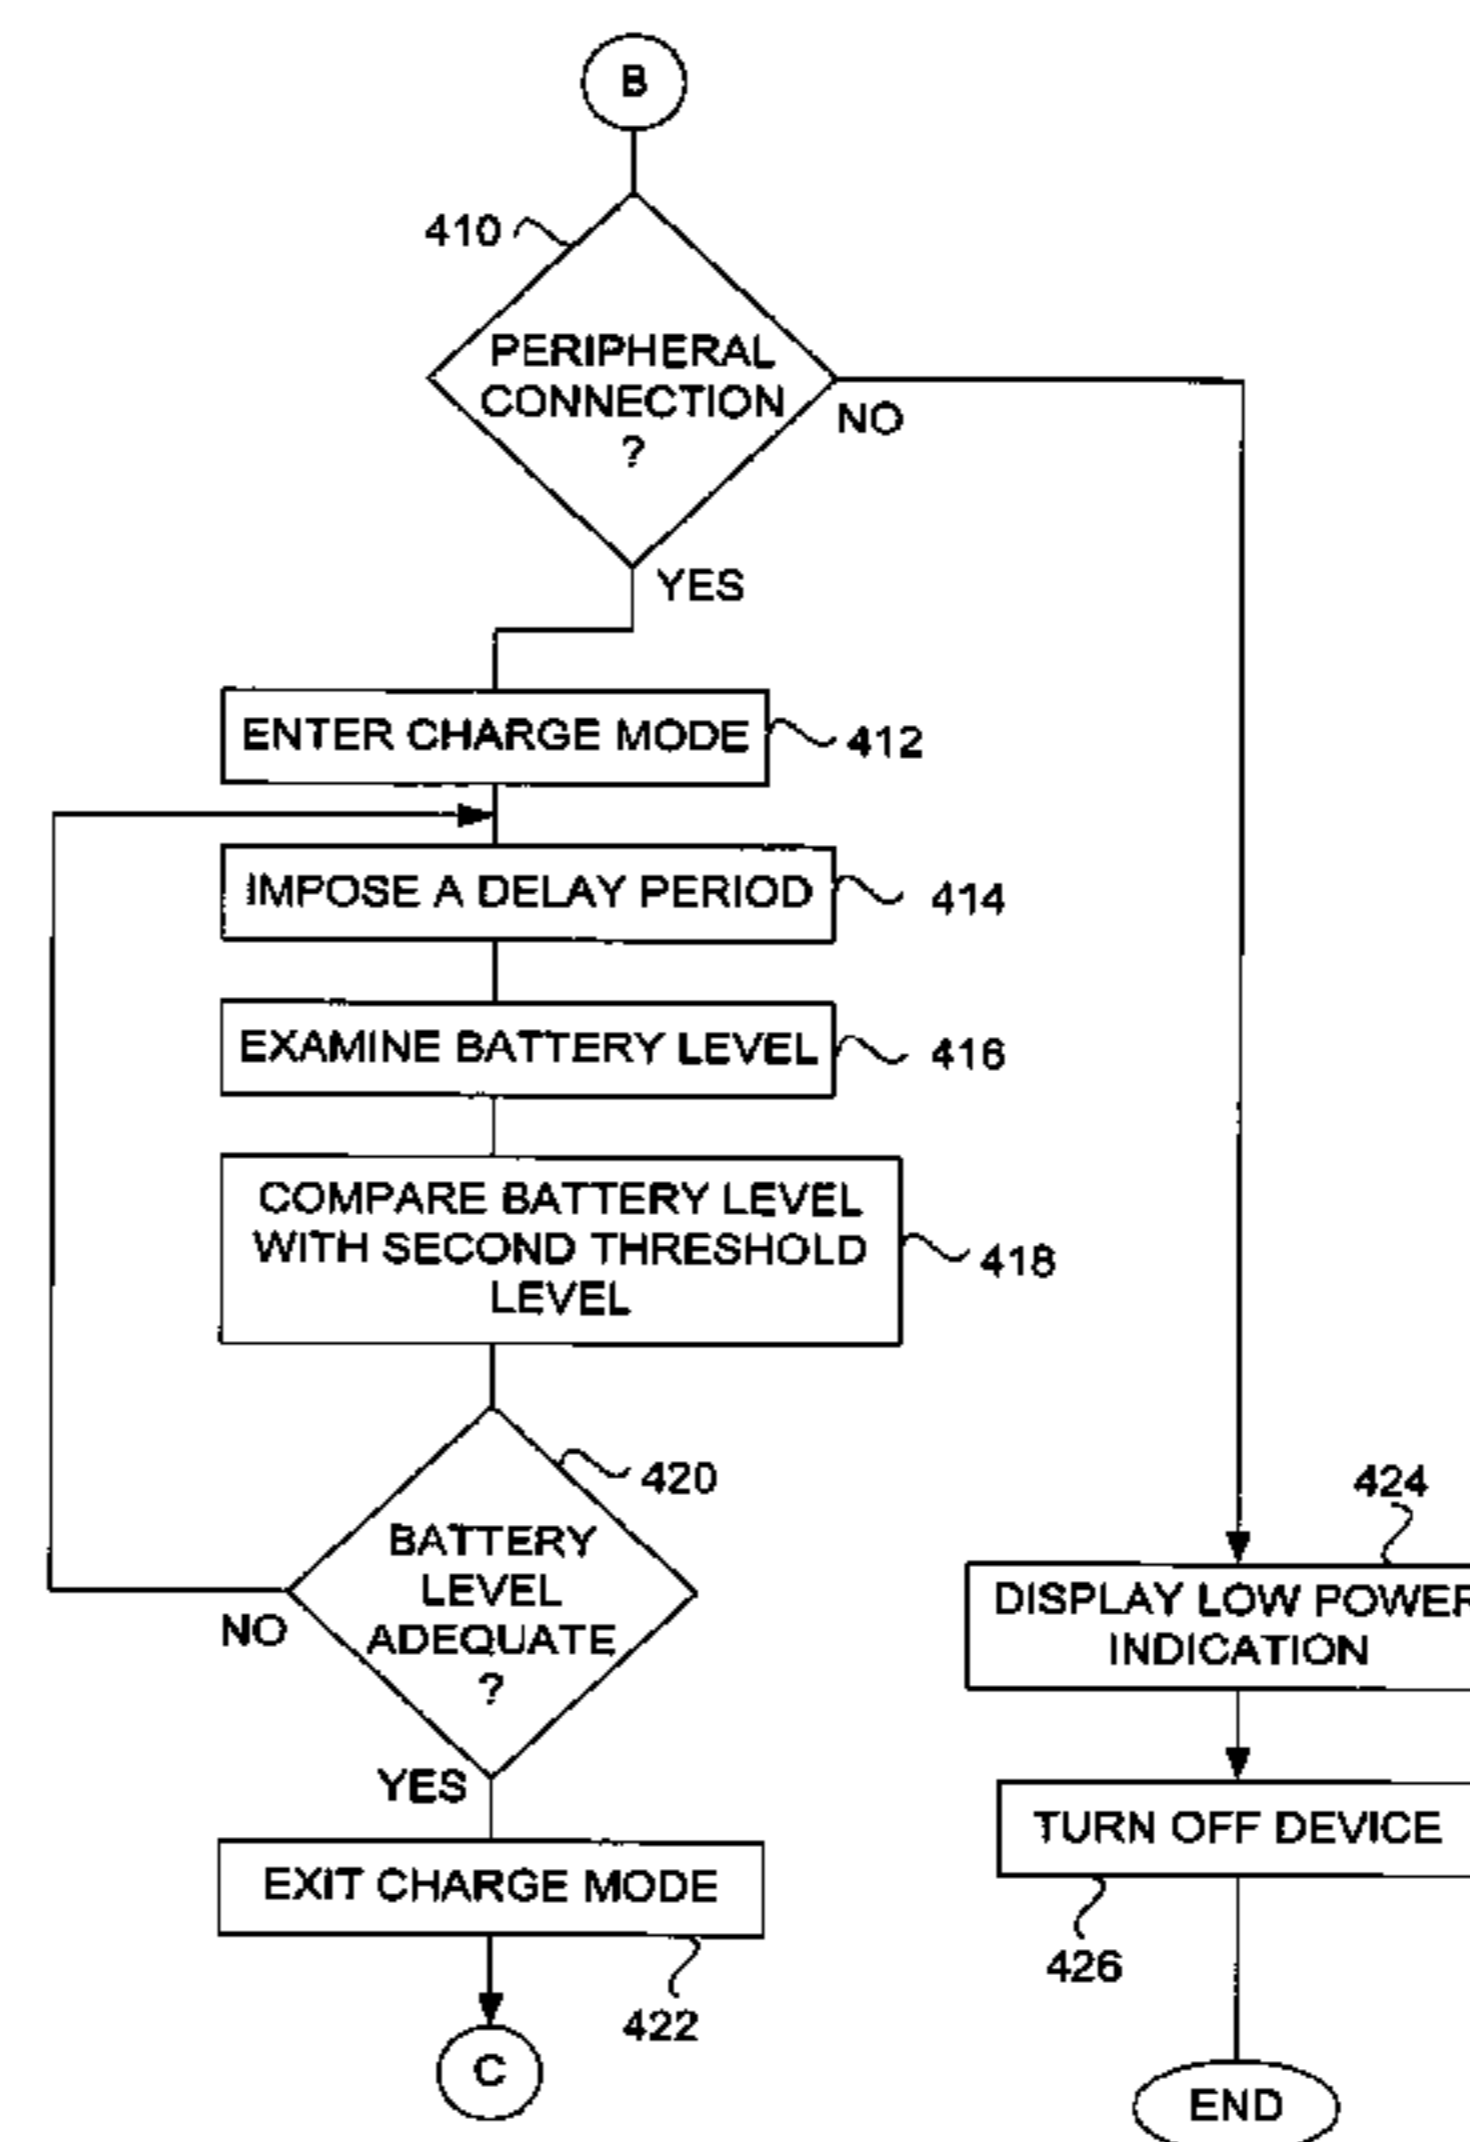 B
410
PERIPHERAL
CONNECTION
?
NO
YES
ENTER CHARGE MODE
412
IMPOSE A DELAY PERIOD
414
EXAMINE BATTERY LEVEL
416
COMPARE BATTERY LEVEL
WITH SECOND THRESHOLD
LEVEL
418
420
BATTERY
LEVEL
ADEQUATE
?
NO
YES
EXIT CHARGE MODE
422
C
424
DISPLAY LOW POWER
INDICATION
TURN OFF DEVICE
426
END